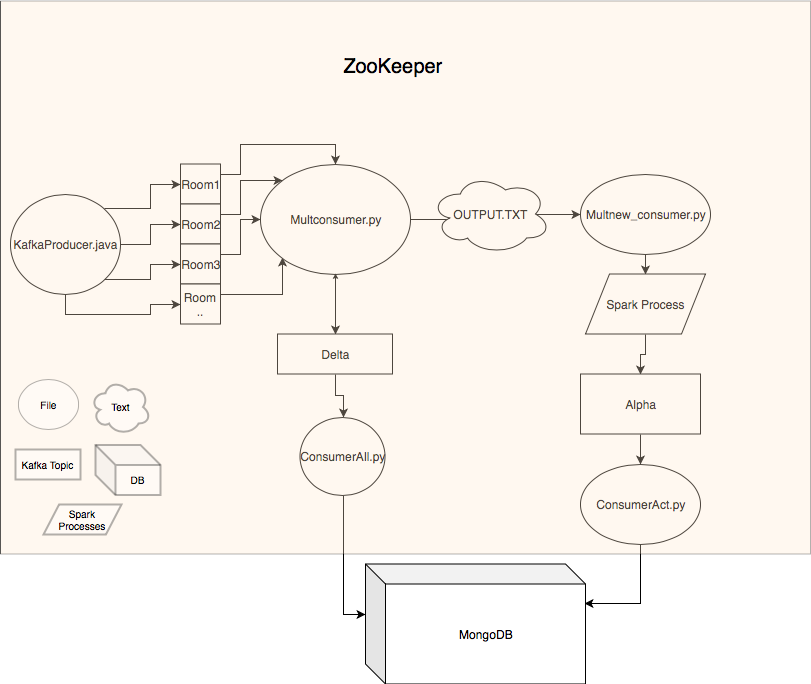 ZooKeeper
KafkaProducer.java
Room1
Room2
Room3
Room
..
Multconsumer.py
OUTPUT.TXT
Multnew_consumer.py
Spark Process
Delta
Alpha
ConsumerAll.py
ConsumerAct.py
File
Text
Kafka Topic
DB
Spark
Processes
MongoDB